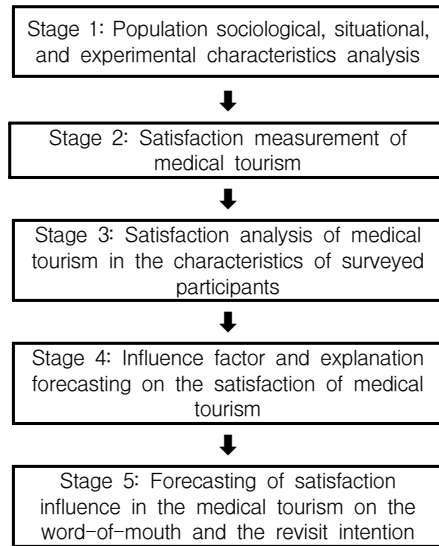 Stage 1: Population sociological, situational,
and experimental characteristics analysis
Stage 2: Satisfaction measurement of
medical tourism
Stage 3: Satisfaction analysis of medical
tourism in the characteristics of surveyed
participants
Stage 4: Influence factor and explanation
forecasting on the satisfaction of medical
tourism
Stage 5: Forecasting of satisfaction
influence in the medical tourism on the
word-of-mouth and the revisit intention